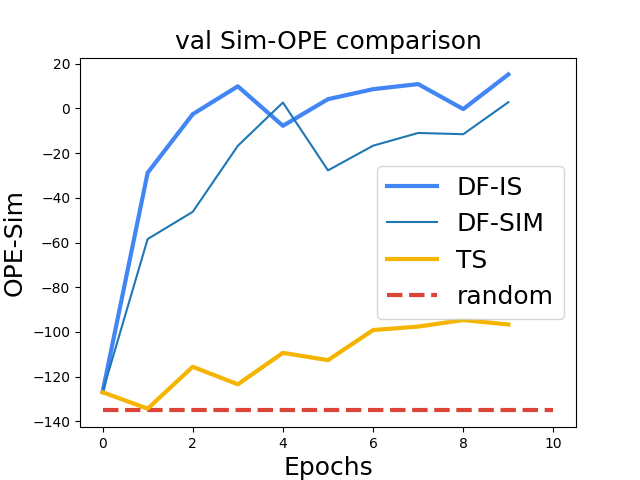 val Sim-OPE comparison
OPE-Sim
20
0
−20
−40
−60
−80
−100
−120
−140
DF-IS
DF-SIM
TS
random
0 2 4 6 8 10
Epochs